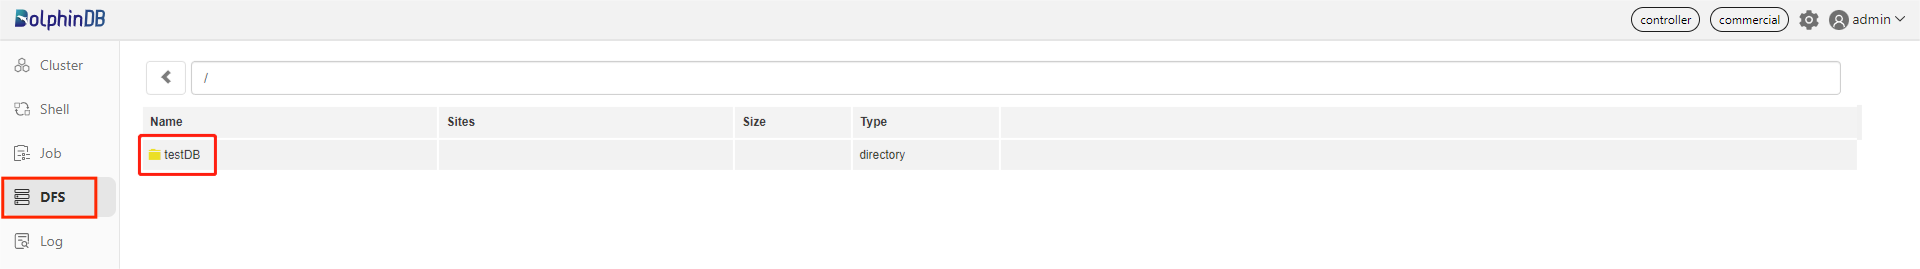 DolphinDB
controller commercial admin
Cluster
Shell
Job
DFS
Log
/
Name Sites Size Type
testDB directory